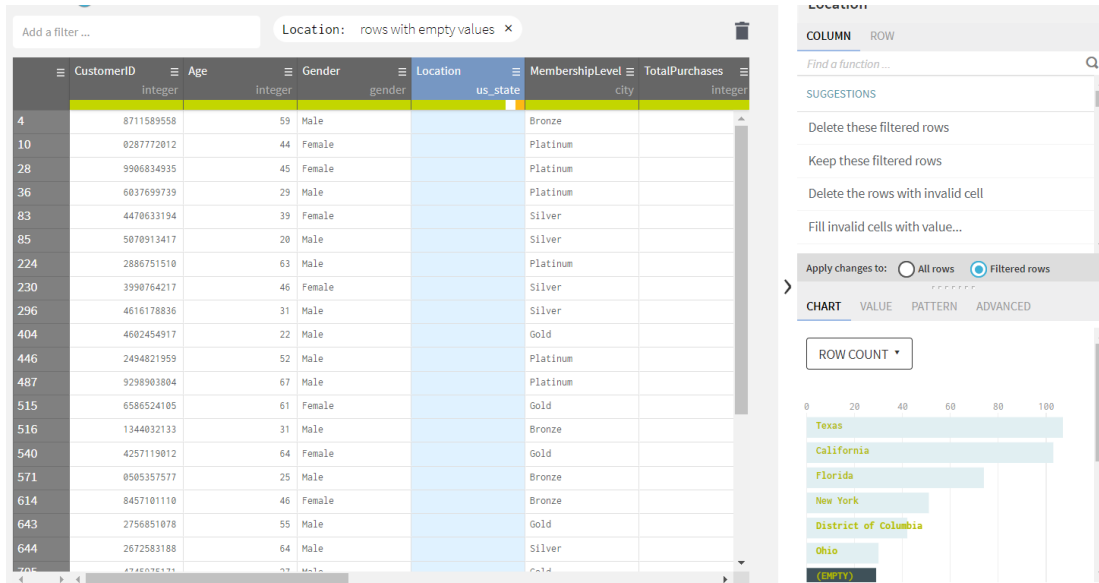 Location
Add a filter ...
Location: rows with empty values ×
COLUMN ROW
Find a function ...
CustomerID Age Gender Location MembershipLevel TotalPurchases
integer integer gender us_state city integer
SUGGESTIONS
4 8711589558 59 Male Bronze
10 0287772012 44 Female Platinum
28 9906834935 45 Female Platinum
36 6037699739 29 Male Platinum
83 4470633194 39 Female Silver
85 5070913417 20 Male Silver
224 2886751510 63 Male Platinum
230 3990764217 46 Female Silver
296 4616178836 31 Male Silver
404 4602454917 22 Male Gold
446 2494821959 52 Male Platinum
487 9298903804 67 Male Platinum
515 6586524105 61 Female Gold
516 1344032133 31 Male Bronze
540 4257119012 64 Female Gold
571 0505357577 25 Male Bronze
614 8457101110 46 Female Bronze
643 2756851078 55 Male Gold
644 2672583188 64 Male Silver
Delete these filtered rows
Keep these filtered rows
Delete the rows with invalid cell
Fill invalid cells with value...
Apply changes to: All rows Filtered rows
CHART VALUE PATTERN ADVANCED
ROW COUNT
0 20 40 60 80 100
Texas
California
Florida
New York
District of Columbia
Ohio
(EMPTY)